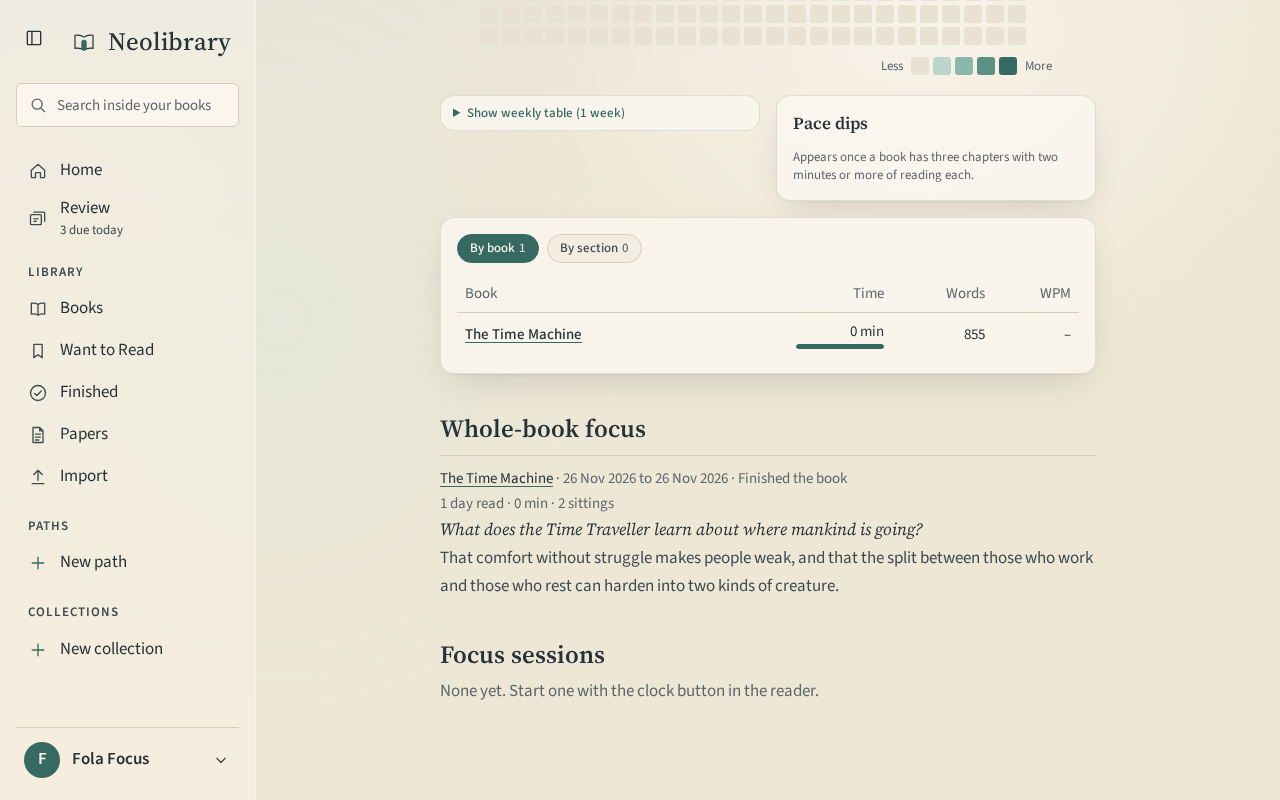 Neolibrary
Search inside your books
Home
Review
3 due today
LIBRARY
Books
Want to Read
Finished
Papers
Import
PATHS
New path
COLLECTIONS
New collection
F
Fola Focus
Less
More
Show weekly table (1 week)
Pace dips
Appears once a book has three chapters with two
minutes or more of reading each.
By book 1
By section 0
Book Time Words WPM
The Time Machine 0 min 855 –
Whole-book focus
The Time Machine · 26 Nov 2026 to 26 Nov 2026 · Finished the book
1 day read · 0 min · 2 sittings
What does the Time Traveller learn about where mankind is going?
That comfort without struggle makes people weak, and that the split between those who work
and those who rest can harden into two kinds of creature.
Focus sessions
None yet. Start one with the clock button in the reader.